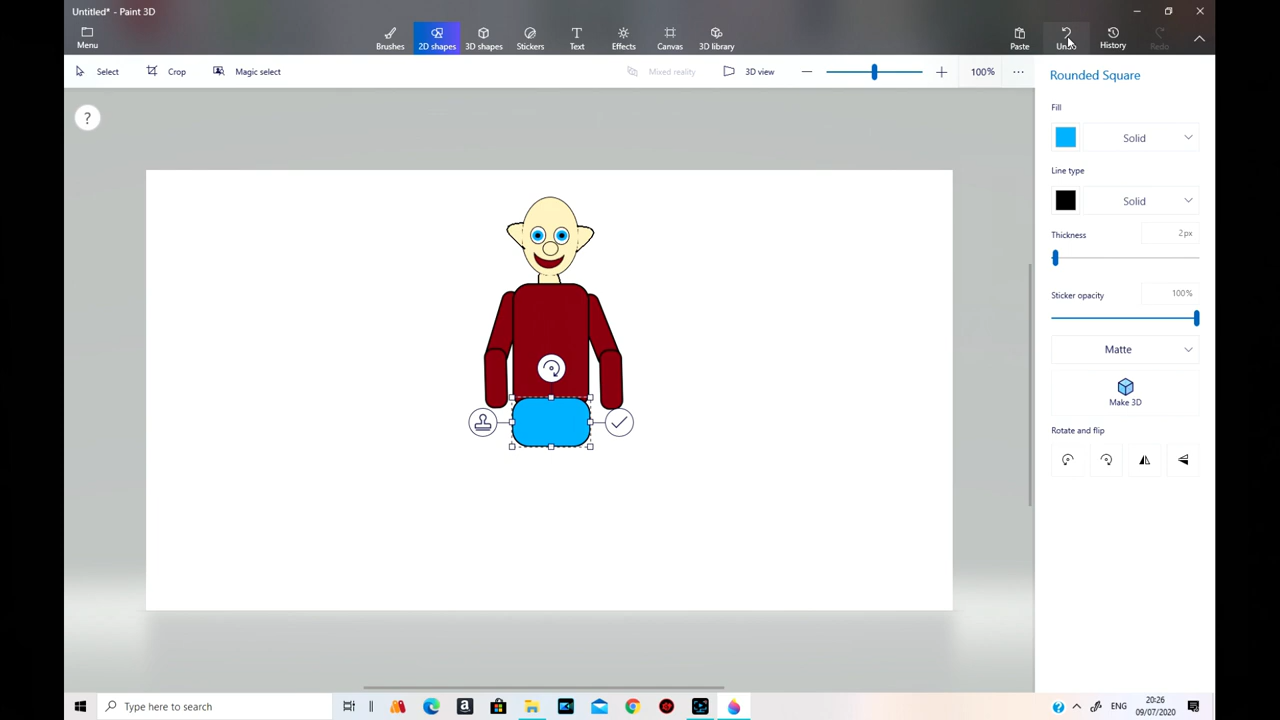 Untitled* - Paint 3D
Menu
Brushes
2D shapes
3D shapes
Stickers
Text
Effects
Canvas
3D library
Paste
Undo
History
Redo
Select
Crop
Magic select
Mixed reality
3D view
100%
?
Rounded Square
Fill
Solid
Line type
Solid
Thickness
2px
Sticker opacity
100%
Matte
Make 3D
Rotate and flip
Type here to search
ENG
20:26
09/07/2020